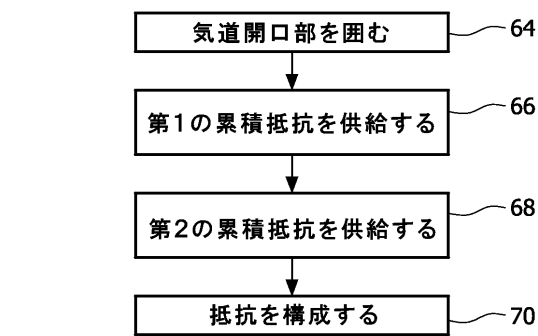 気道開口部を囲む 64
第1の累積抵抗を供給する 66
第2の累積抵抗を供給する 68
抵抗を構成する 70